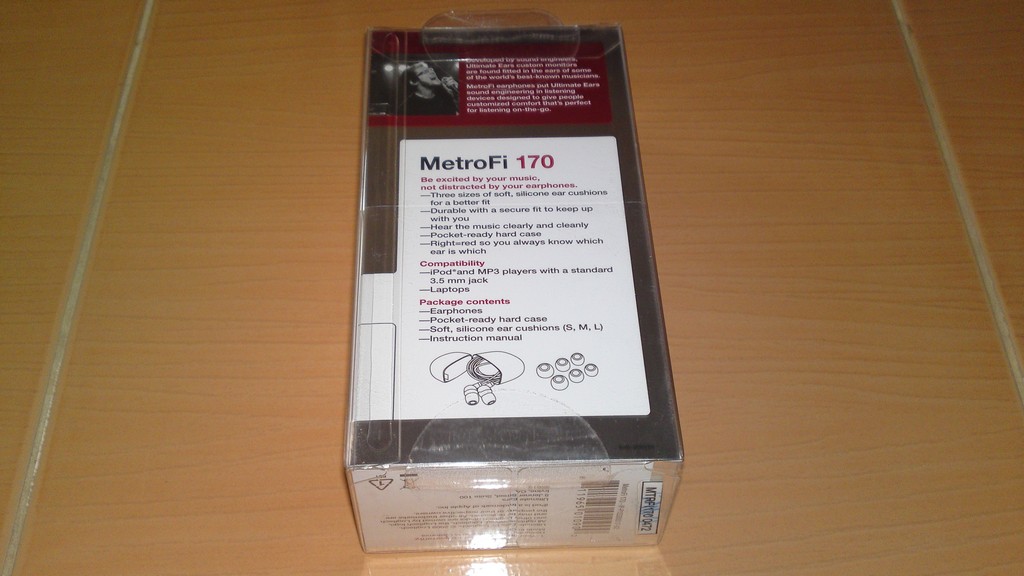 Developed by sound engineers,
Ultimate Ears custom monitors
are found fitted in the ears of some
of the world's best-known musicians.
MetroFi earphones put Ultimate Ears
sound engineering in listening
devices designed to give people
customized comfort that's perfect
for listening on-the-go.
MetroFi 170
Be excited by your music,
not distracted by your earphones.
—Three sizes of soft, silicone ear cushions
for a better fit
—Durable with a secure fit to keep up
with you
—Hear the music clearly and cleanly
—Pocket-ready hard case
—Right=red so you always know which
ear is which
Compatibility
—iPod®and MP3 players with a standard
3.5 mm jack
—Laptops
Package contents
—Earphones
—Pocket-ready hard case
—Soft, silicone ear cushions (S, M, L)
—Instruction manual